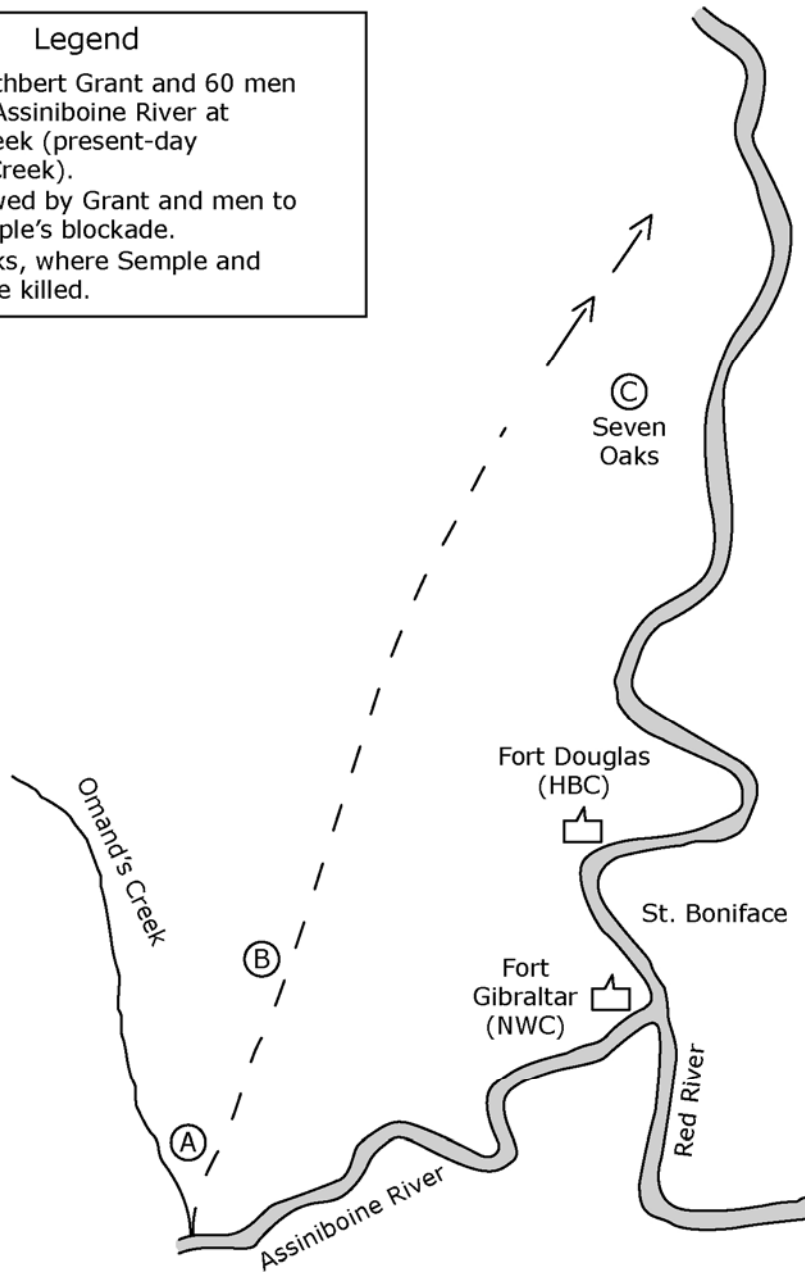 Legend
thbert Grant and 60 men
Assiniboine River at
eek (present-day
Creek).
wed by Grant and men to
ple's blockade.
ks, where Semple and
e killed.
C
Seven
Oaks
Fort Douglas
(HBC)
Omand's Creek
St. Boniface
B
Fort
Gibraltar
(NWC)
Red River
A
Assiniboine River